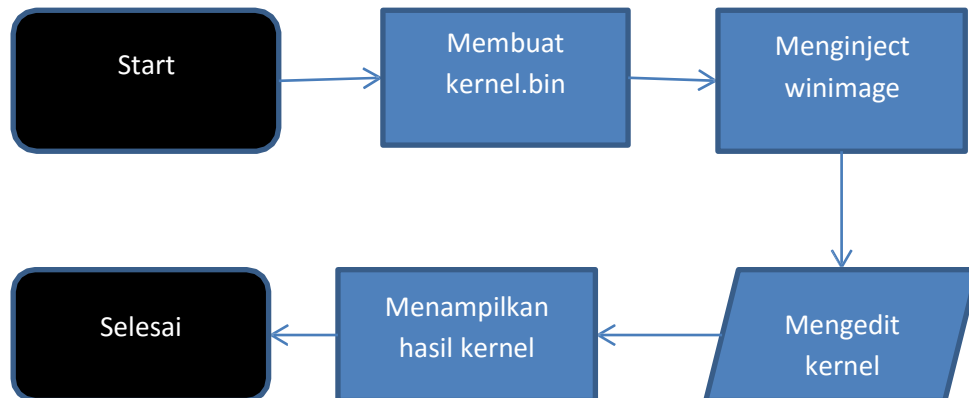 Start
Membuat
kernel.bin
Menginject
winimage
Mengedit
kernel
Menampilkan
hasil kernel
Selesai